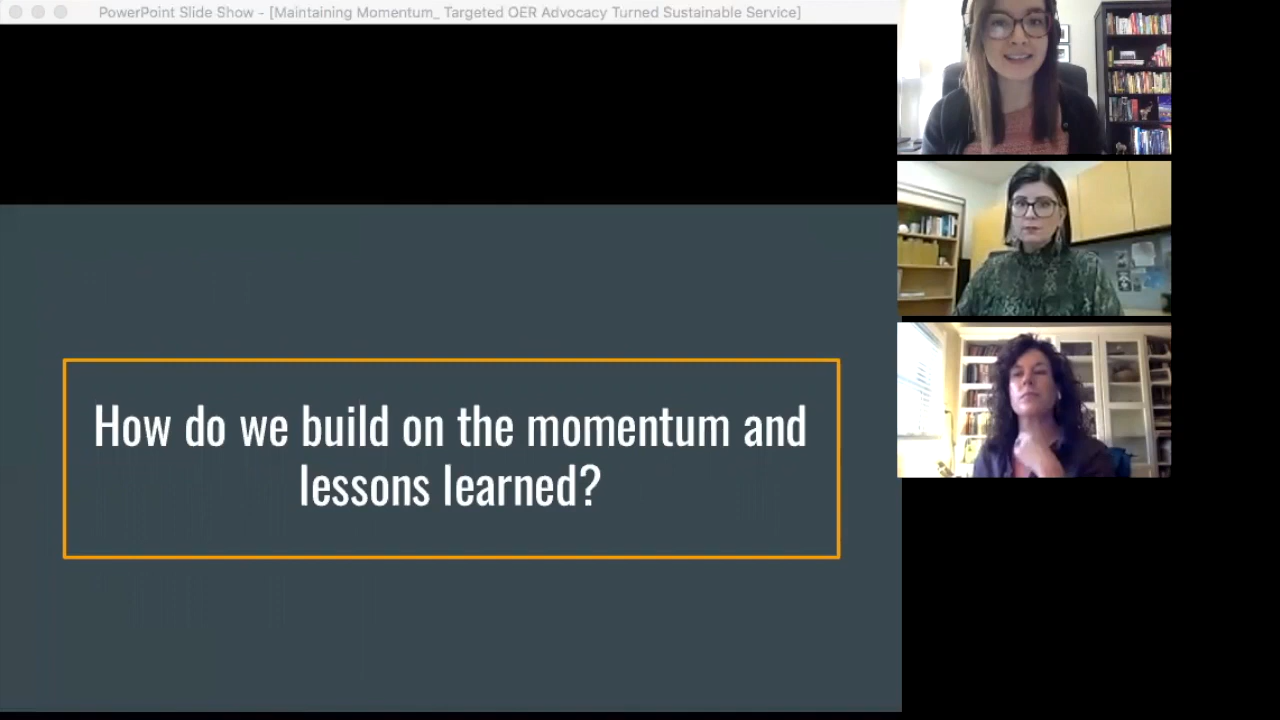 PowerPoint Slide Show - [Maintaining Momentum_ Targeted OER Advocacy Turned Sustainable Service]
How do we build on the momentum and
lessons learned?